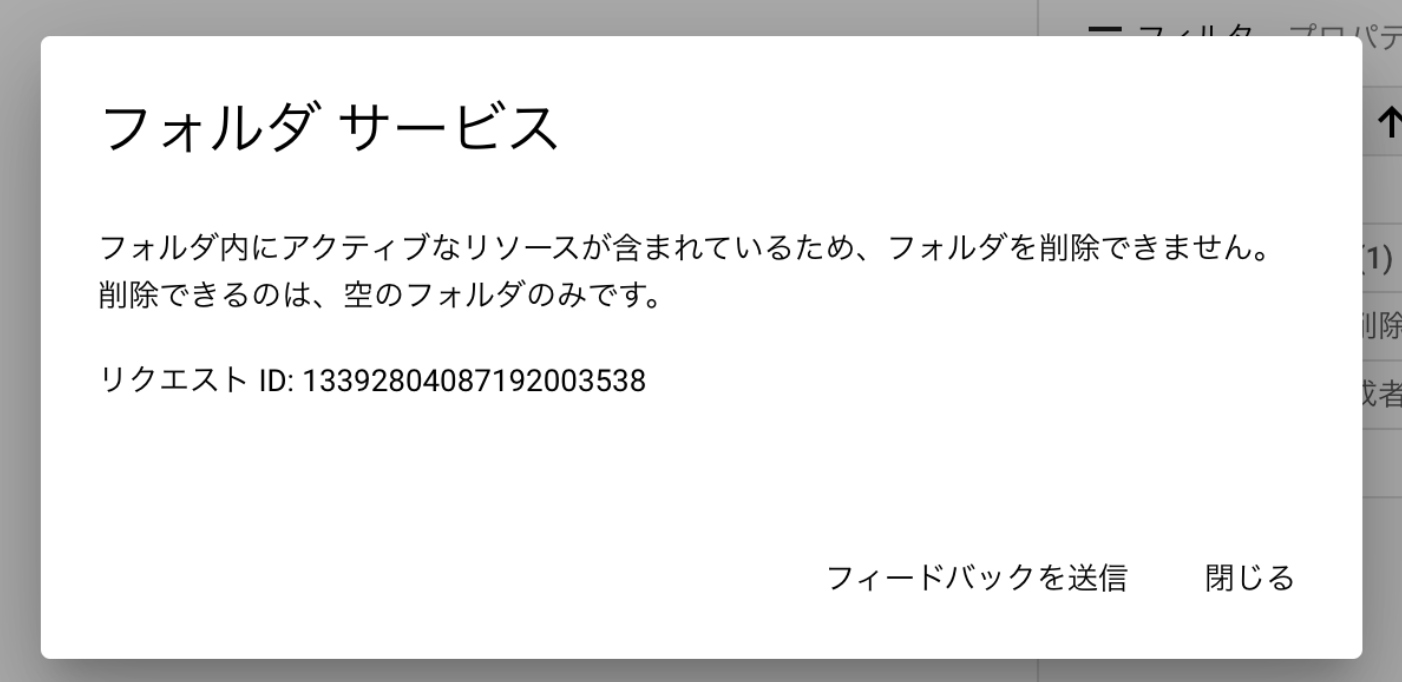 フィルタ プロパテ
フォルダ サービス
フォルダ内にアクティブなリソースが含まれているため、フォルダを削除できません。
削除できるのは、空のフォルダのみです。
(1)
削除
リクエスト ID: 13392804087192003538
成者
フィードバックを送信 閉じる